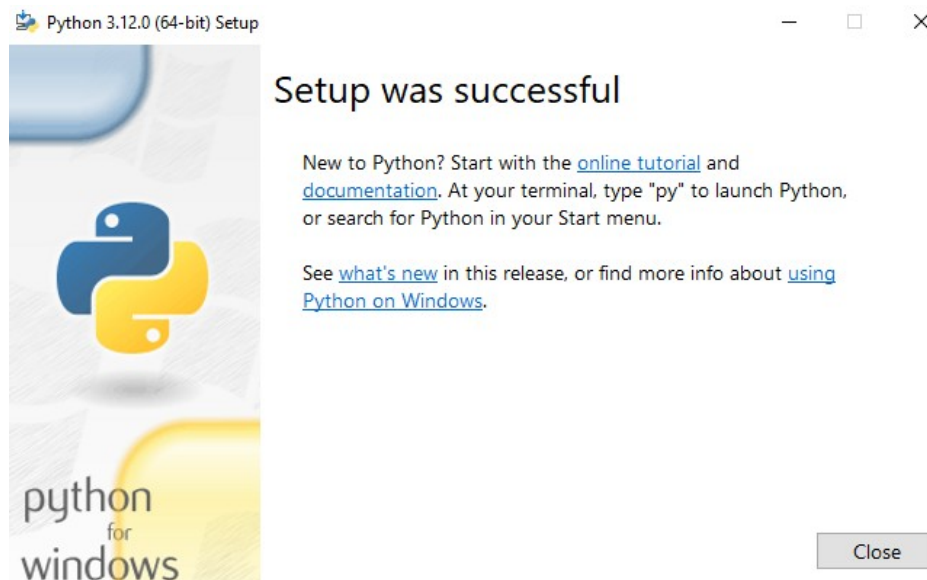 Python 3.12.0 (64-bit) Setup
Setup was successful
New to Python? Start with the online tutorial and
documentation. At your terminal, type "py" to launch Python,
or search for Python in your Start menu.
See what's new in this release, or find more info about using
Python on Windows.
python
for
windows
Close